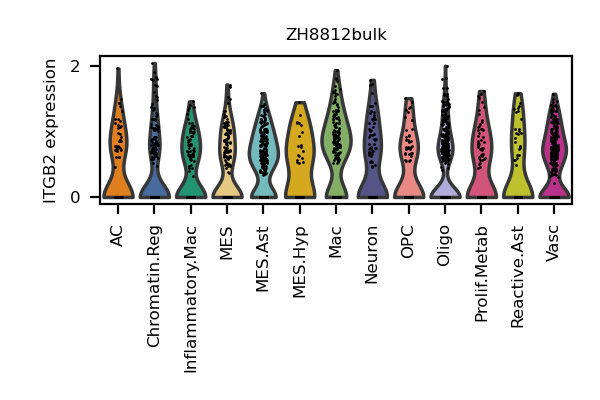 ZH8812bulk
ITGB2 expression
2
0
AC
Chromatin.Reg
Inflammatory.Mac
MES
MES.Ast
MES.Hyp
Mac
Neuron
OPC
Oligo
Prolif.Metab
Reactive.Ast
Vasc